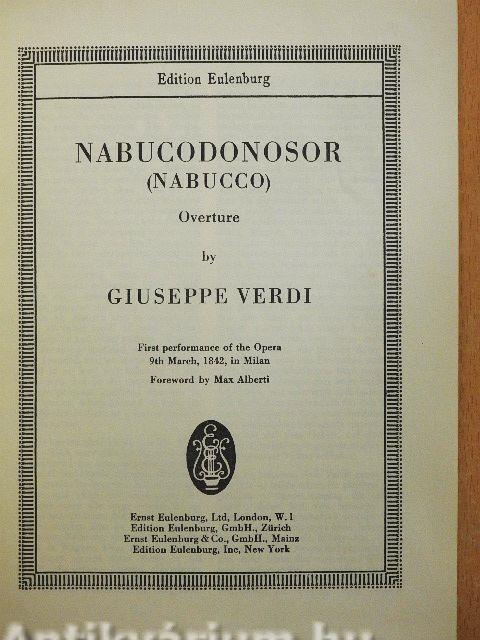 Edition Eulenburg
NABUCODONOSOR
(NABUCCO)
Overture
by
GIUSEPPE VERDI
First performance of the Opera
9th March, 1842, in Milan
Foreword by Max Alberti
Ernst Eulenburg, Ltd, London, W. 1
Edition Eulenburg, GmbH., Zürich
Ernst Eulenburg & Co., GmbH., Mainz
Edition Eulenburg, Inc, New York
Antikvárium.hu